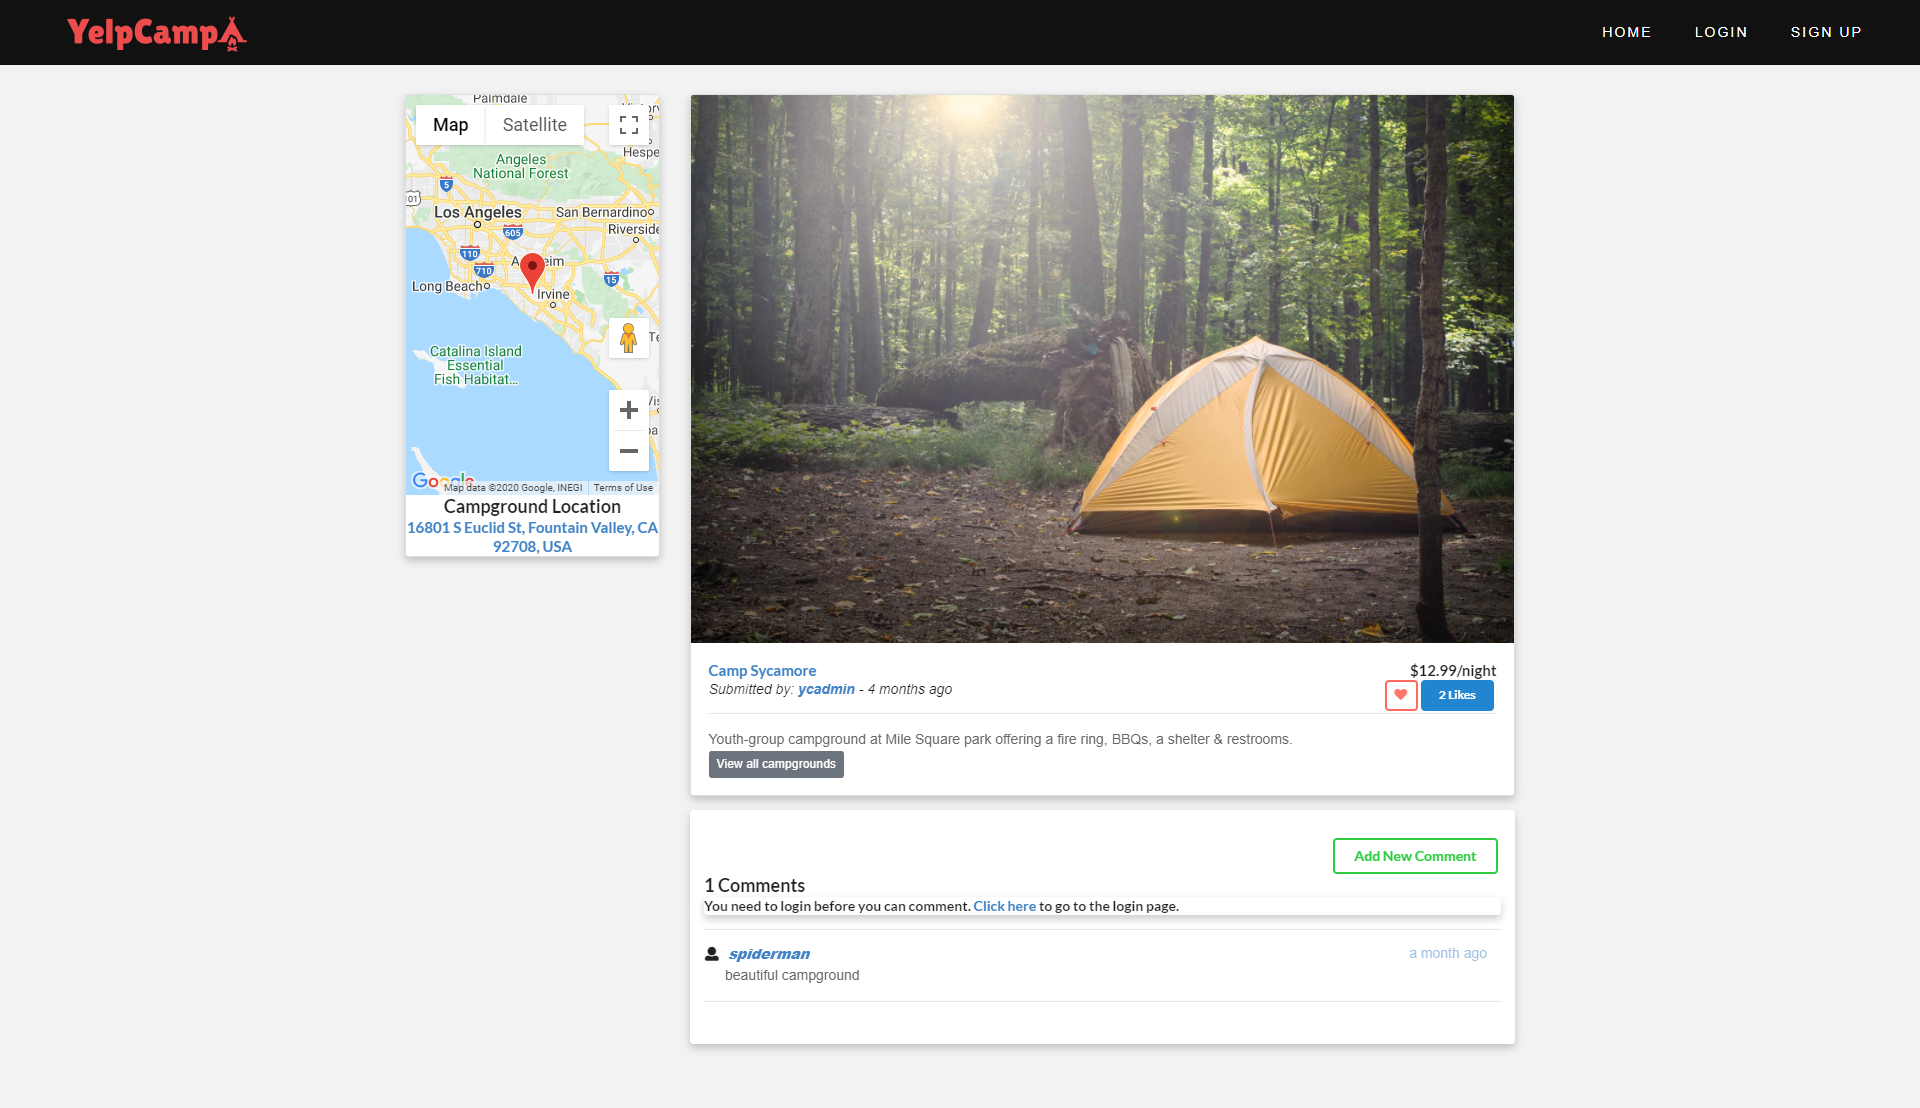 YelpCamp
HOME
LOGIN
SIGN UP
Palmdale
Map
Satellite
Hespe
Angeles
National Forest
5
101
Los Angeles
San Bernardino
605
Riverside
110
710
15
Long Beach
Irvine
Catalina Island
Essential
Fish Habitat...
Google
Map data ©2020 Google, INEGI
Terms of Use
Campground Location
16801 S Euclid St, Fountain Valley, CA
92708, USA
Camp Sycamore
$12.99/night
Submitted by: ycadmin - 4 months ago
2 Likes
Youth-group campground at Mile Square park offering a fire ring, BBQs, a shelter & restrooms.
View all campgrounds
Add New Comment
1 Comments
You need to login before you can comment. Click here to go to the login page.
spiderman
a month ago
beautiful campground